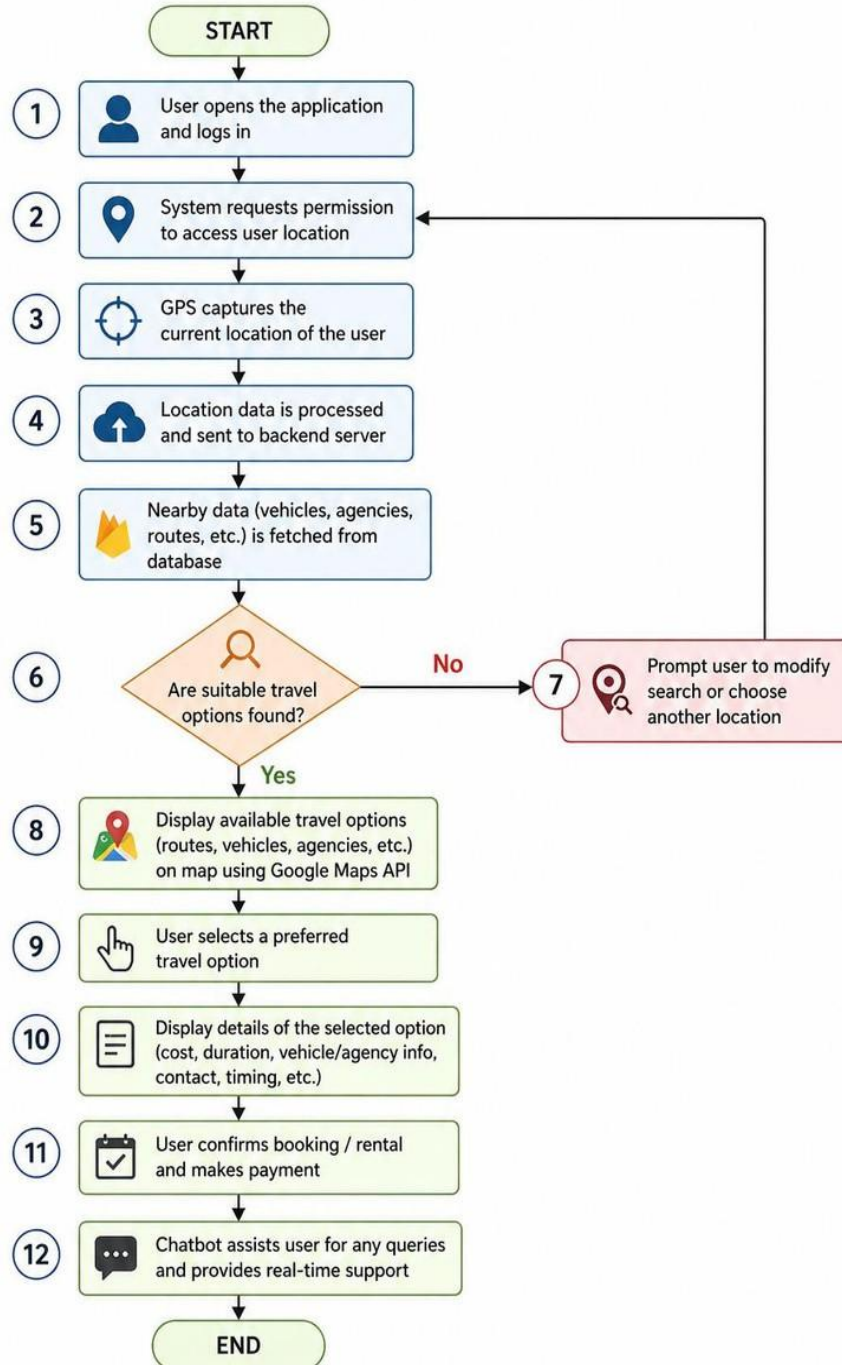 START
1
User opens the application
and logs in
2
System requests permission
to access user location
3
GPS captures the
current location of the user
4
Location data is processed
and sent to backend server
5
Nearby data (vehicles, agencies,
routes, etc.) is fetched from
database
6
Are suitable travel
options found?
No
7
Prompt user to modify
search or choose
another location
Yes
8
Display available travel options
(routes, vehicles, agencies, etc.)
on map using Google Maps API
9
User selects a preferred
travel option
10
Display details of the selected option
(cost, duration, vehicle/agency info,
contact, timing, etc.)
11
User confirms booking / rental
and makes payment
12
Chatbot assists user for any queries
and provides real-time support
END